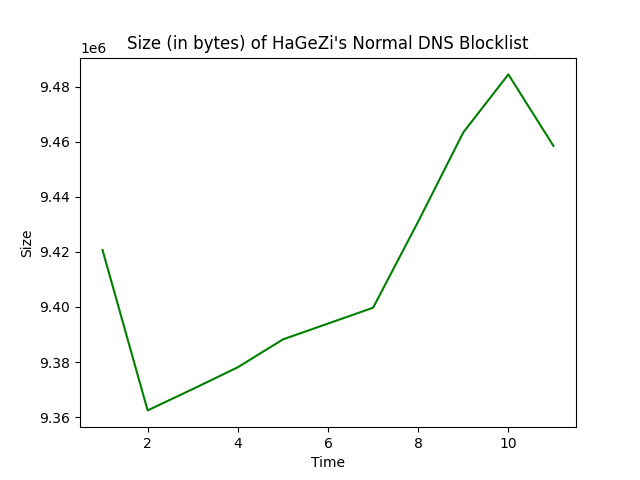 Size (in bytes) of HaGeZi's Normal DNS Blocklist
1e6
9.48
9.46
9.44
9.42
9.40
9.38
9.36
Size
2 4 6 8 10
Time